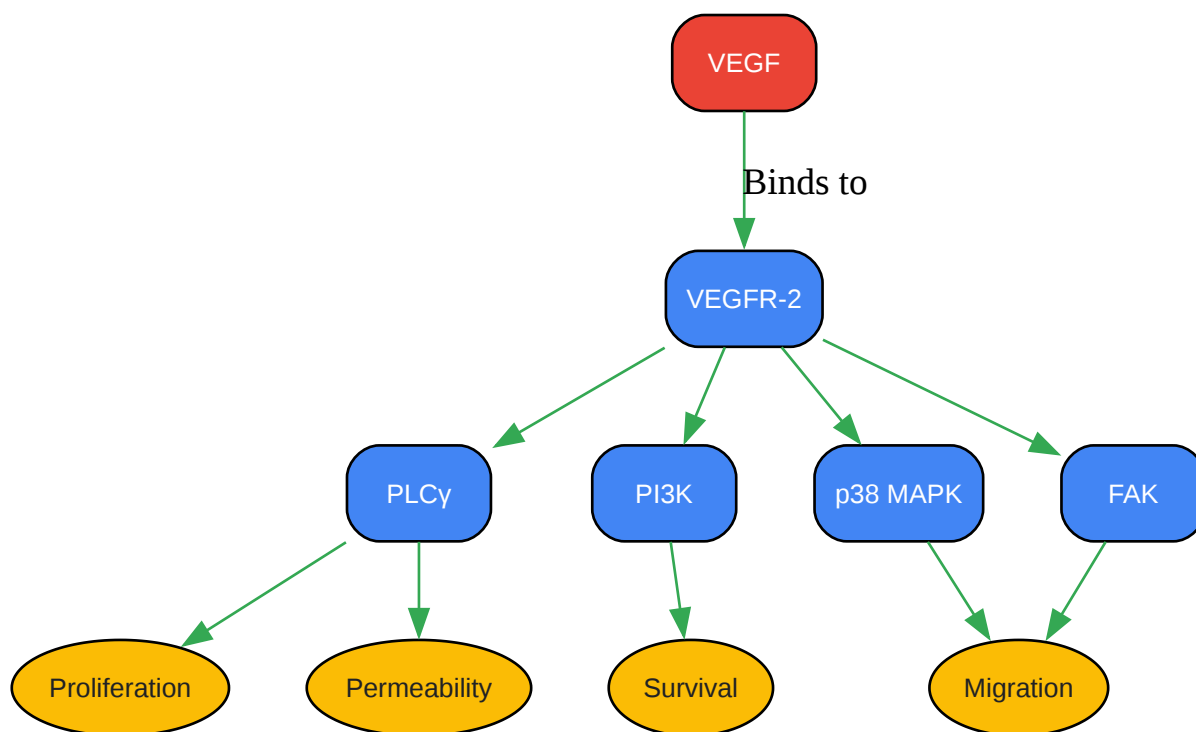 VEGF
Binds to
VEGFR-2
PLCγ
PI3K
p38 MAPK
FAK
Proliferation
Permeability
Survival
Migration